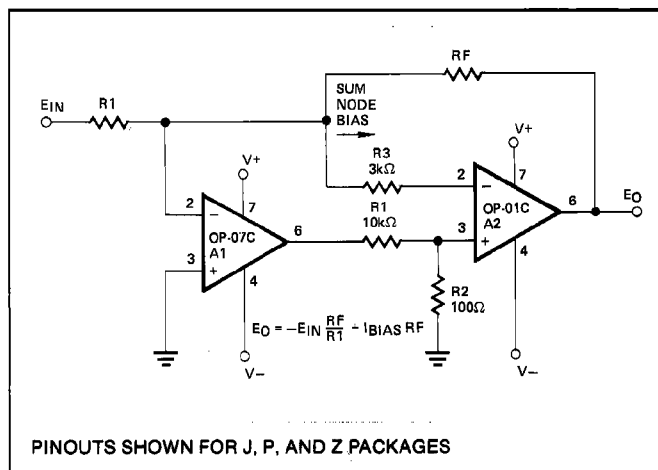 RF
SUM
NODE
BIAS
EIN
R1
V+
R3
3kΩ
V+
2
7
2
7
R1
10kΩ
OP-07C
A1
6
OP-01C
A2
6
EO
3
3
4
4
R2
100Ω
EO = -EIN RF/R1 + IBIAS RF
V-
V-
PINOUTS SHOWN FOR J, P, AND Z PACKAGES